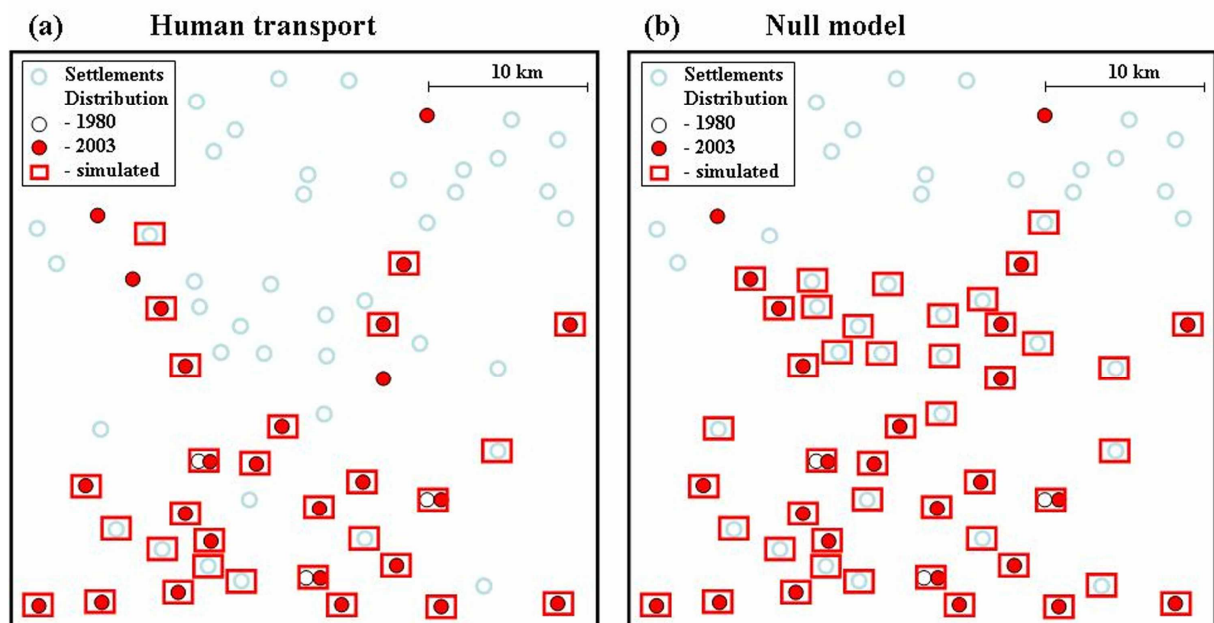 (a) Human transport
Settlements
Distribution
- 1980
- 2003
- simulated
10 km
(b) Null model
Settlements
Distribution
- 1980
- 2003
- simulated
10 km